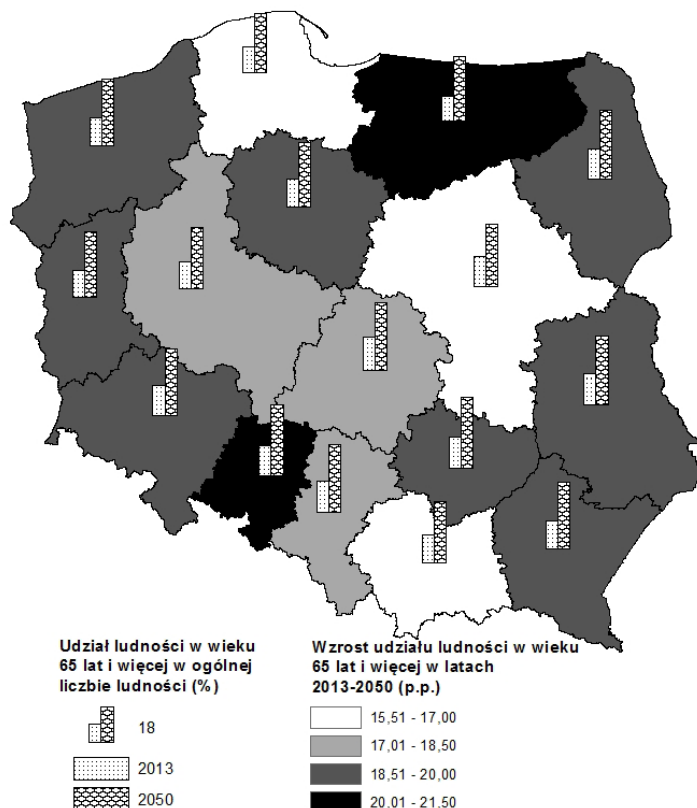 Udział ludności w wieku
65 lat i więcej w ogólnej
liczbie ludności (%)
18
2013
2050
Wzrost udziału ludności w wieku
65 lat i więcej w latach
2013-2050 (p.p.)
15,51 - 17,00
17,01 - 18,50
18,51 - 20,00
20,01 - 21,50